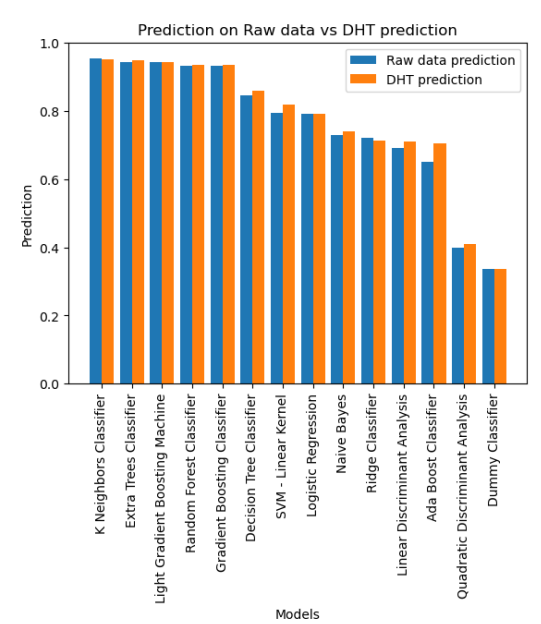 Prediction on Raw data vs DHT prediction
Raw data prediction
DHT prediction
1.0
0.8
0.6
0.4
0.2
0.0
Prediction
K Neighbors Classifier
Extra Trees Classifier
Light Gradient Boosting Machine
Random Forest Classifier
Gradient Boosting Classifier
Decision Tree Classifier
SVM - Linear Kernel
Logistic Regression
Naive Bayes
Ridge Classifier
Linear Discriminant Analysis
Ada Boost Classifier
Quadratic Discriminant Analysis
Dummy Classifier
Models